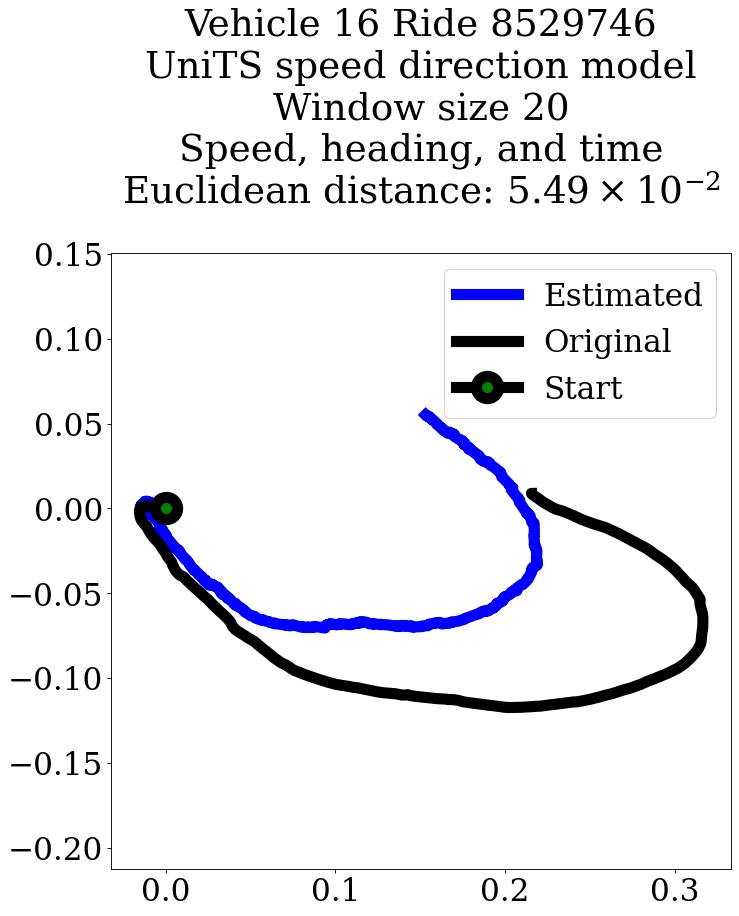 Vehicle 16 Ride 8529746
UniTS speed direction model
Window size 20
Speed, heading, and time
Euclidean distance: 5.49 × 10⁻²
Estimated
Original
Start
0.15
0.10
0.05
0.00
−0.05
−0.10
−0.15
−0.20
0.0 0.1 0.2 0.3